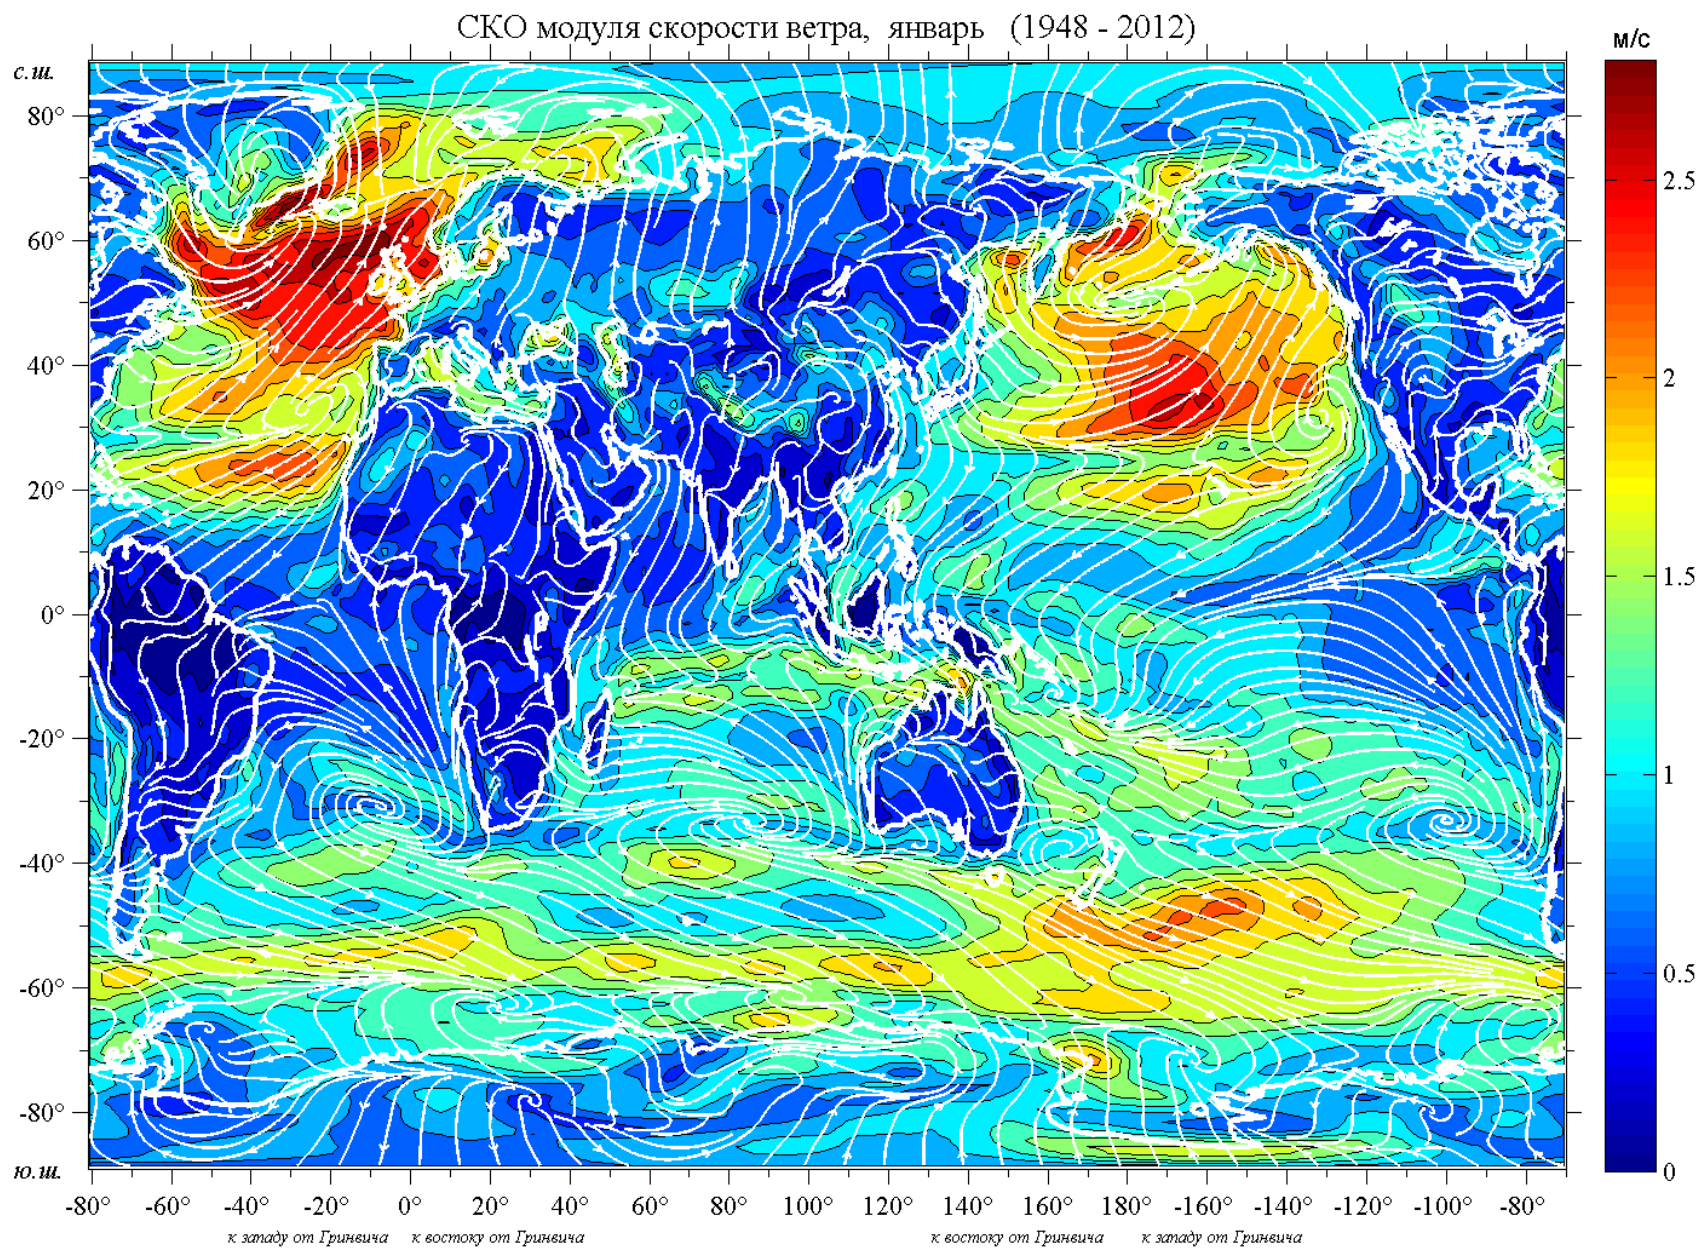 СКО модуля скорости ветра, январь (1948 - 2012)
м/с
с.ш.
80°
60°
40°
20°
0°
-20°
-40°
-60°
-80°
ю.ш.
2.5
2
1.5
1
0.5
0
-80° -60° -40° -20° 0° 20° 40° 60° 80° 100° 120° 140° 160° 180° -160° -140° -120° -100° -80°
к западу от Гринвича к востоку от Гринвича к востоку от Гринвича к западу от Гринвича